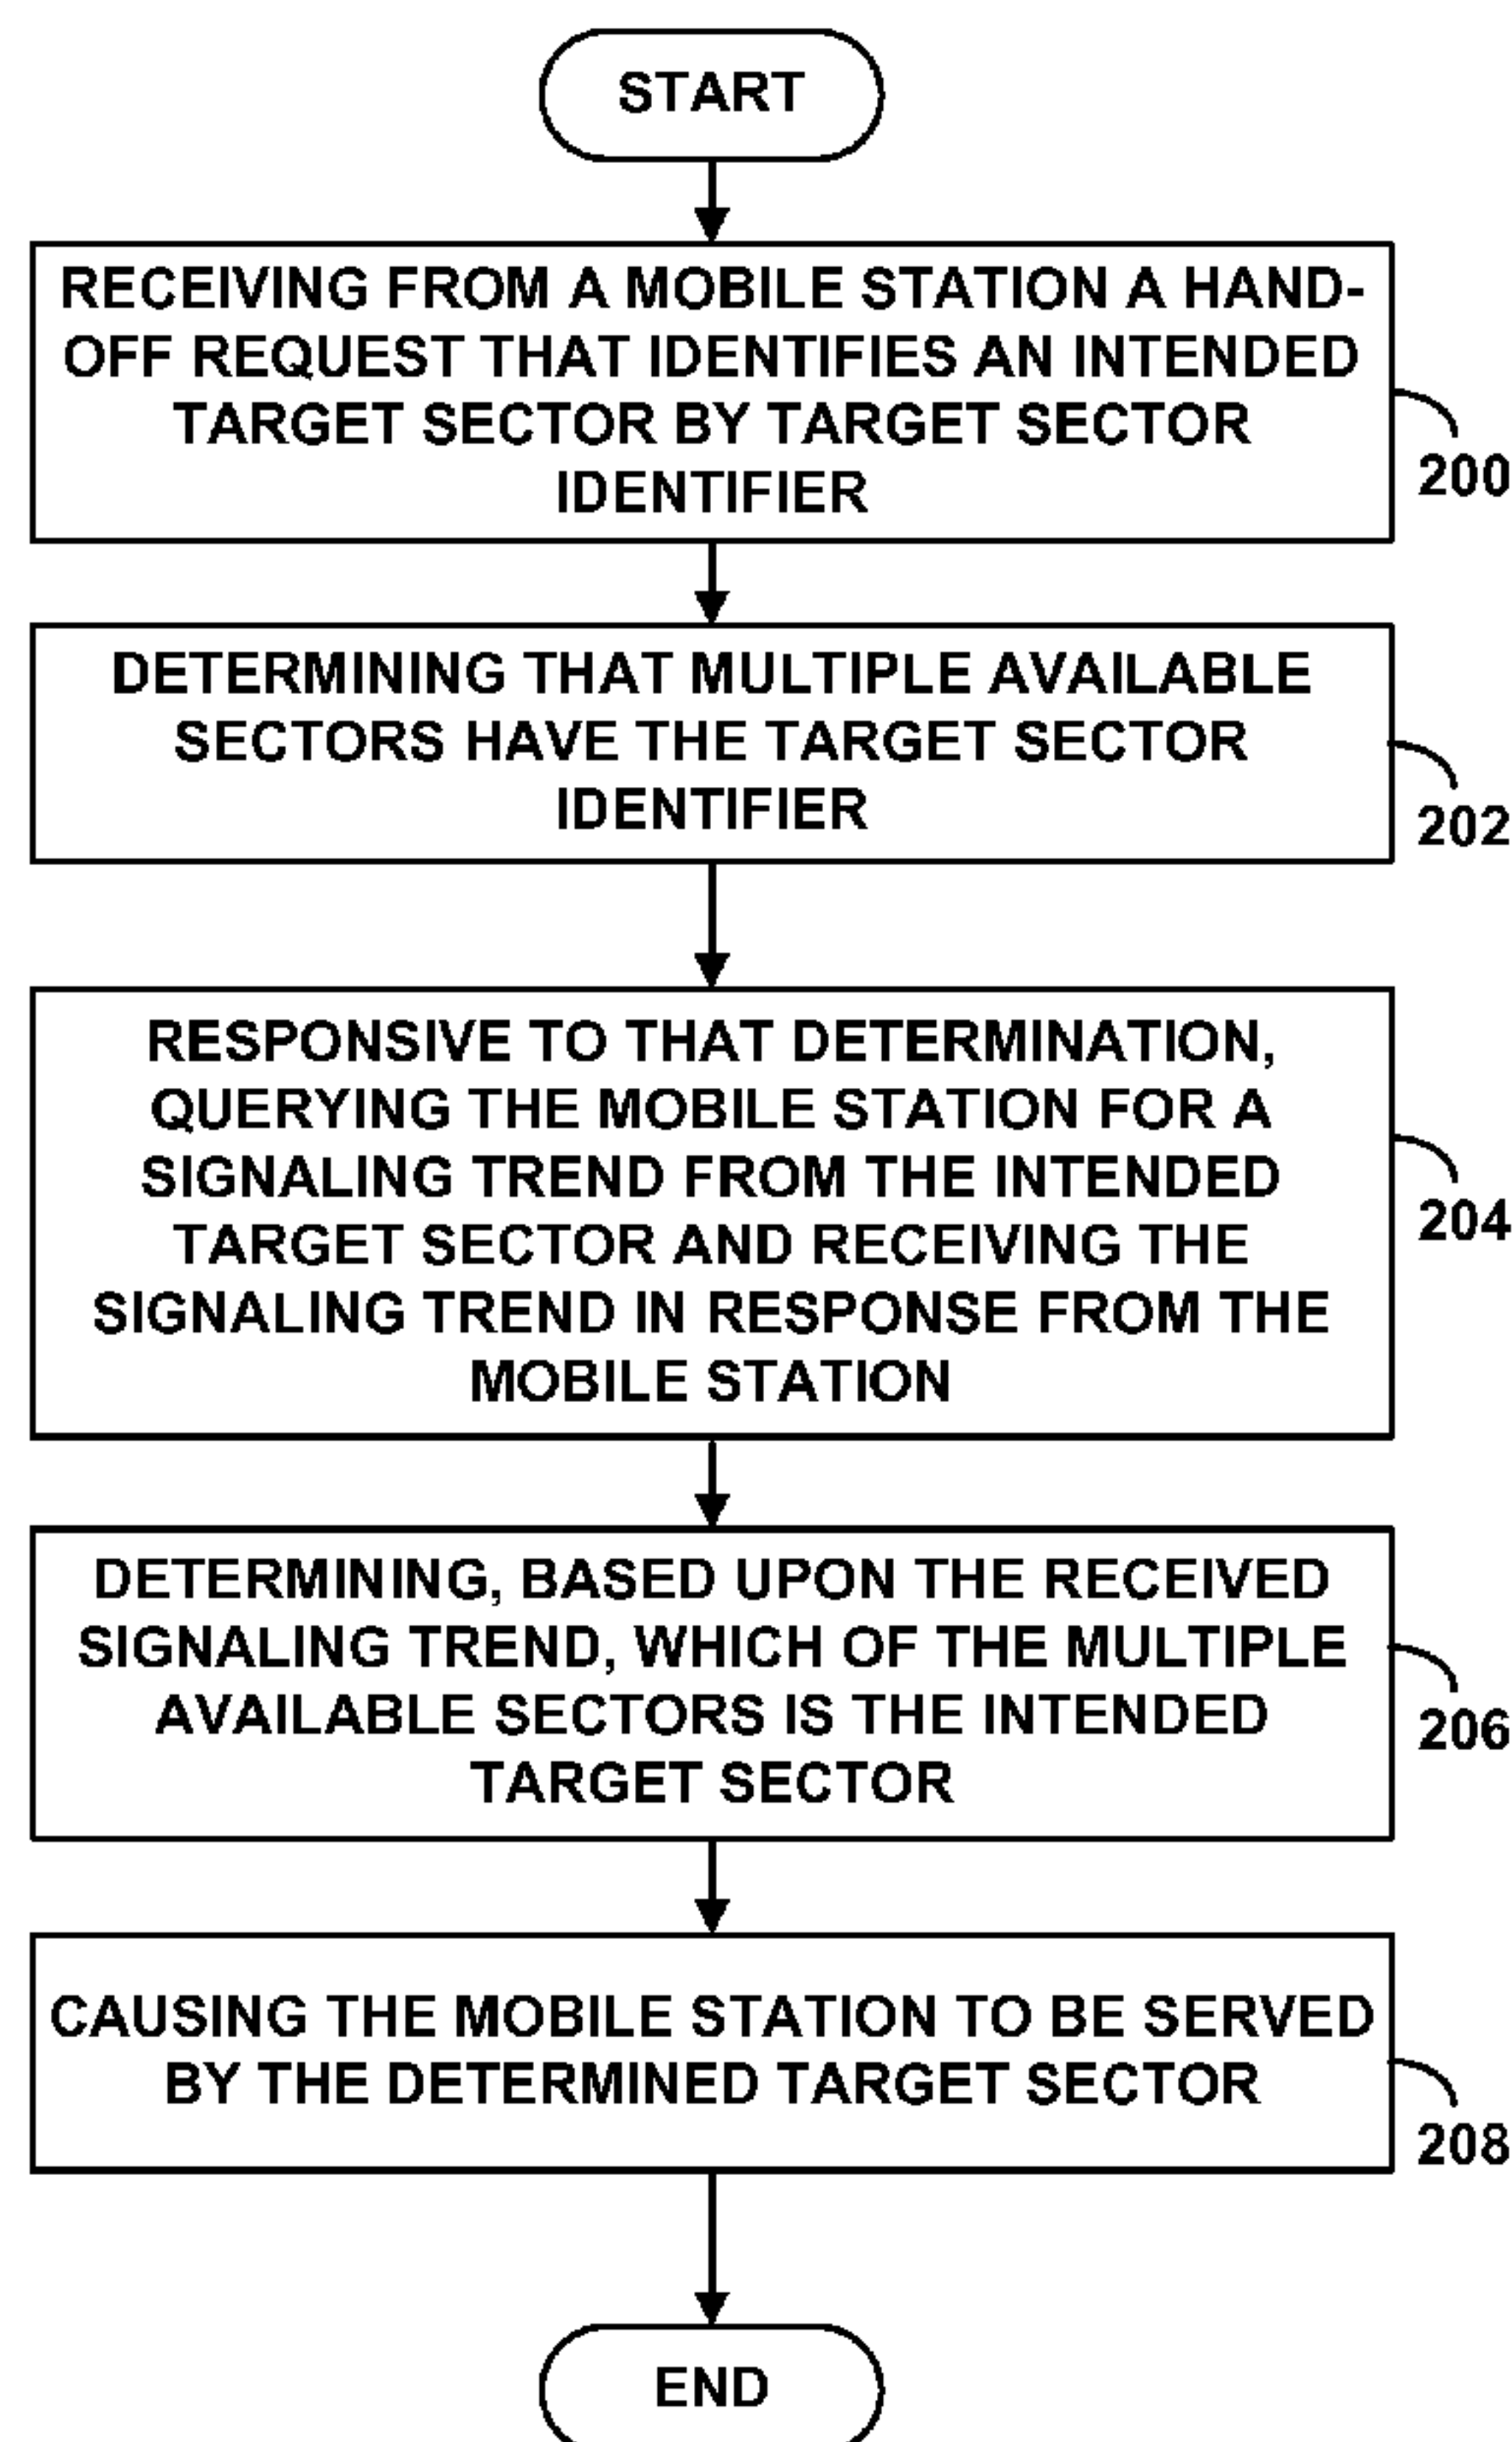 START
RECEIVING FROM A MOBILE STATION A HAND-
OFF REQUEST THAT IDENTIFIES AN INTENDED
TARGET SECTOR BY TARGET SECTOR
IDENTIFIER
200
DETERMINING THAT MULTIPLE AVAILABLE
SECTORS HAVE THE TARGET SECTOR
IDENTIFIER
202
RESPONSIVE TO THAT DETERMINATION,
QUERYING THE MOBILE STATION FOR A
SIGNALING TREND FROM THE INTENDED
TARGET SECTOR AND RECEIVING THE
SIGNALING TREND IN RESPONSE FROM THE
MOBILE STATION
204
DETERMINING, BASED UPON THE RECEIVED
SIGNALING TREND, WHICH OF THE MULTIPLE
AVAILABLE SECTORS IS THE INTENDED
TARGET SECTOR
206
CAUSING THE MOBILE STATION TO BE SERVED
BY THE DETERMINED TARGET SECTOR
208
END